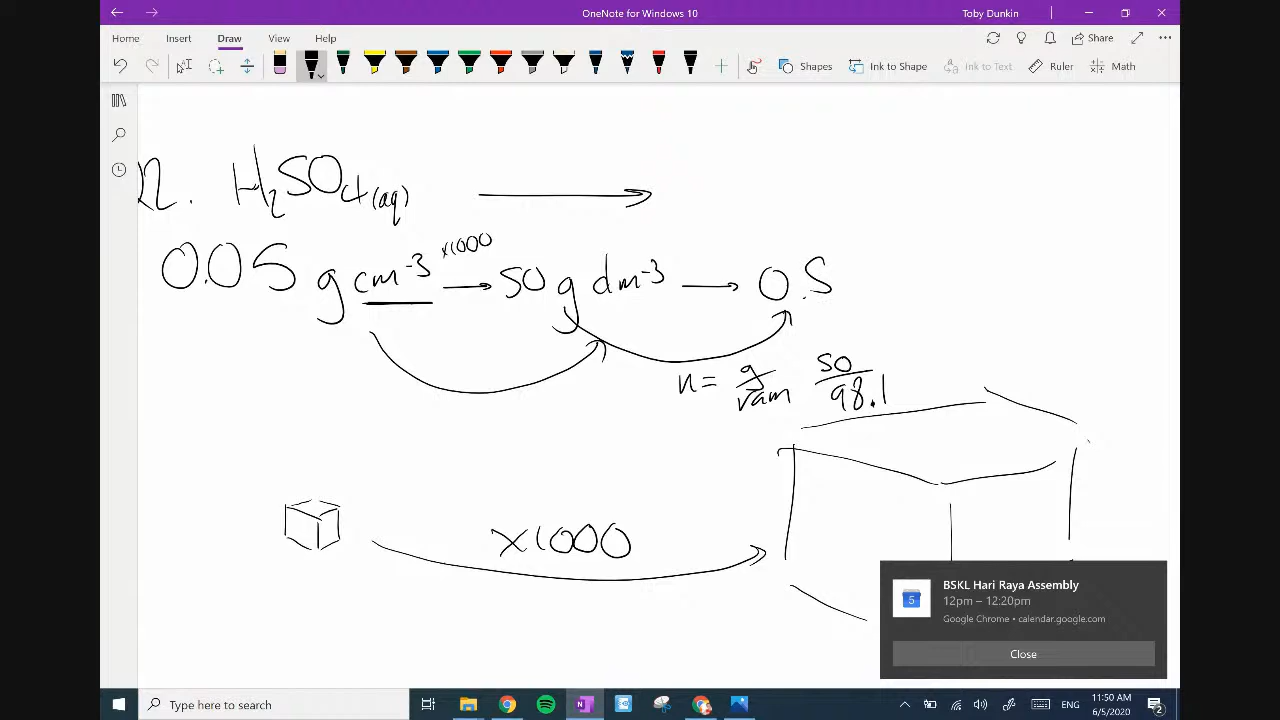 OneNote for Windows 10
Toby Dunkin
Home Insert Draw View Help
Share
Shapes Ink to Shape Ink to Text Ruler Math
12. H₂SO₄(aq)
0.05 g cm⁻³ ×1000 50 g dm⁻³ 0.5
n = g/ram 50/98.1
×1000
BSKL Hari Raya Assembly
12pm – 12:20pm
Google Chrome • calendar.google.com
Close
5
Type here to search
ENG
11:50 AM
6/5/2020
2